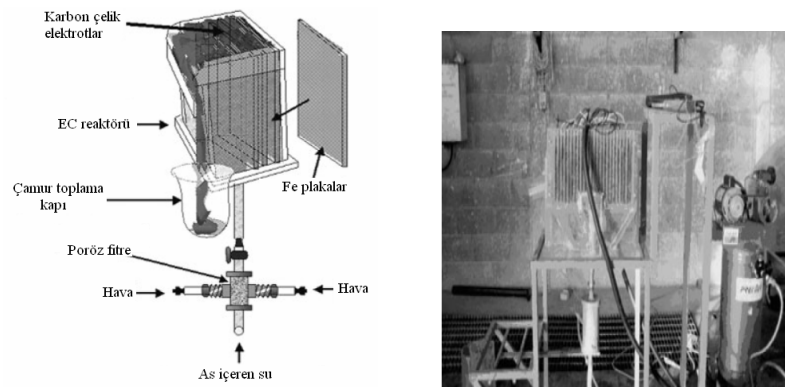 Karbon çelik
elektrotlar
EC reaktörü
Fe plakalar
Çamur toplama
kapı
Poröz fitre
Hava
Hava
As içeren su